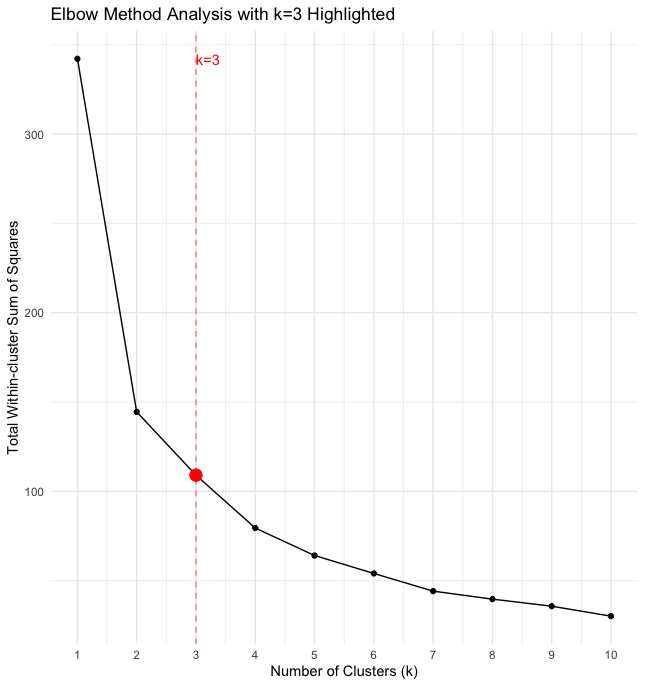 Elbow Method Analysis with k=3 Highlighted
k=3
Total Within-cluster Sum of Squares
300
200
100
1 2 3 4 5 6 7 8 9 10
Number of Clusters (k)